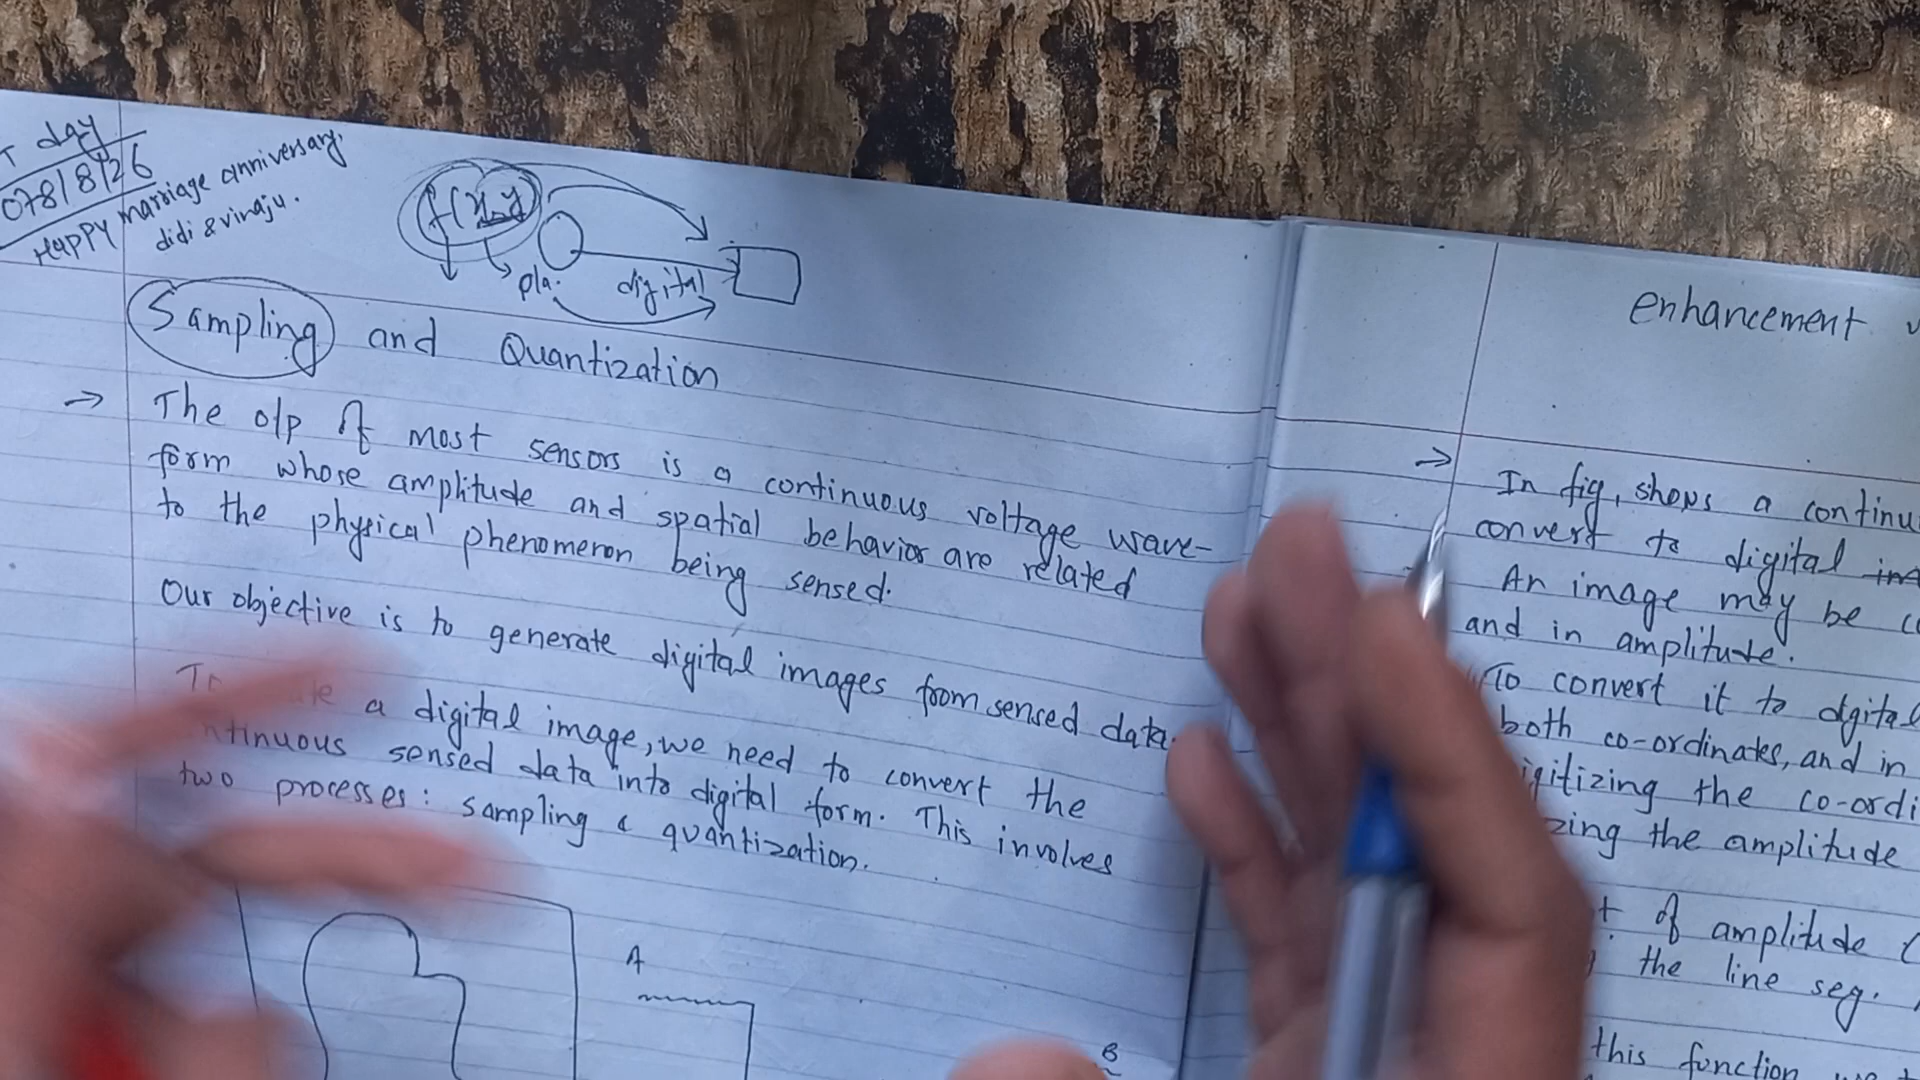 day
078/8/26
Happy marriage anniversary,
didi & vinaju.
f(x,y)
pla.
digital
Sampling and Quantization
→ The o/p of most sensors is a continuous voltage wave-
form whose amplitude and spatial behavior are related
to the physical phenomenon being sensed.
Our objective is to generate digital images from sensed data.
a digital image, we need to convert the
sensed data into digital form. This involves
two processes: sampling & quantization.
A
B
enhancement
→ In fig, shows a
convert to digital
An image may be
and in amplitude.
To convert it to dgital
both co-ordinates, and in
the
the amplitude
of amplitude
the line seg.
this function